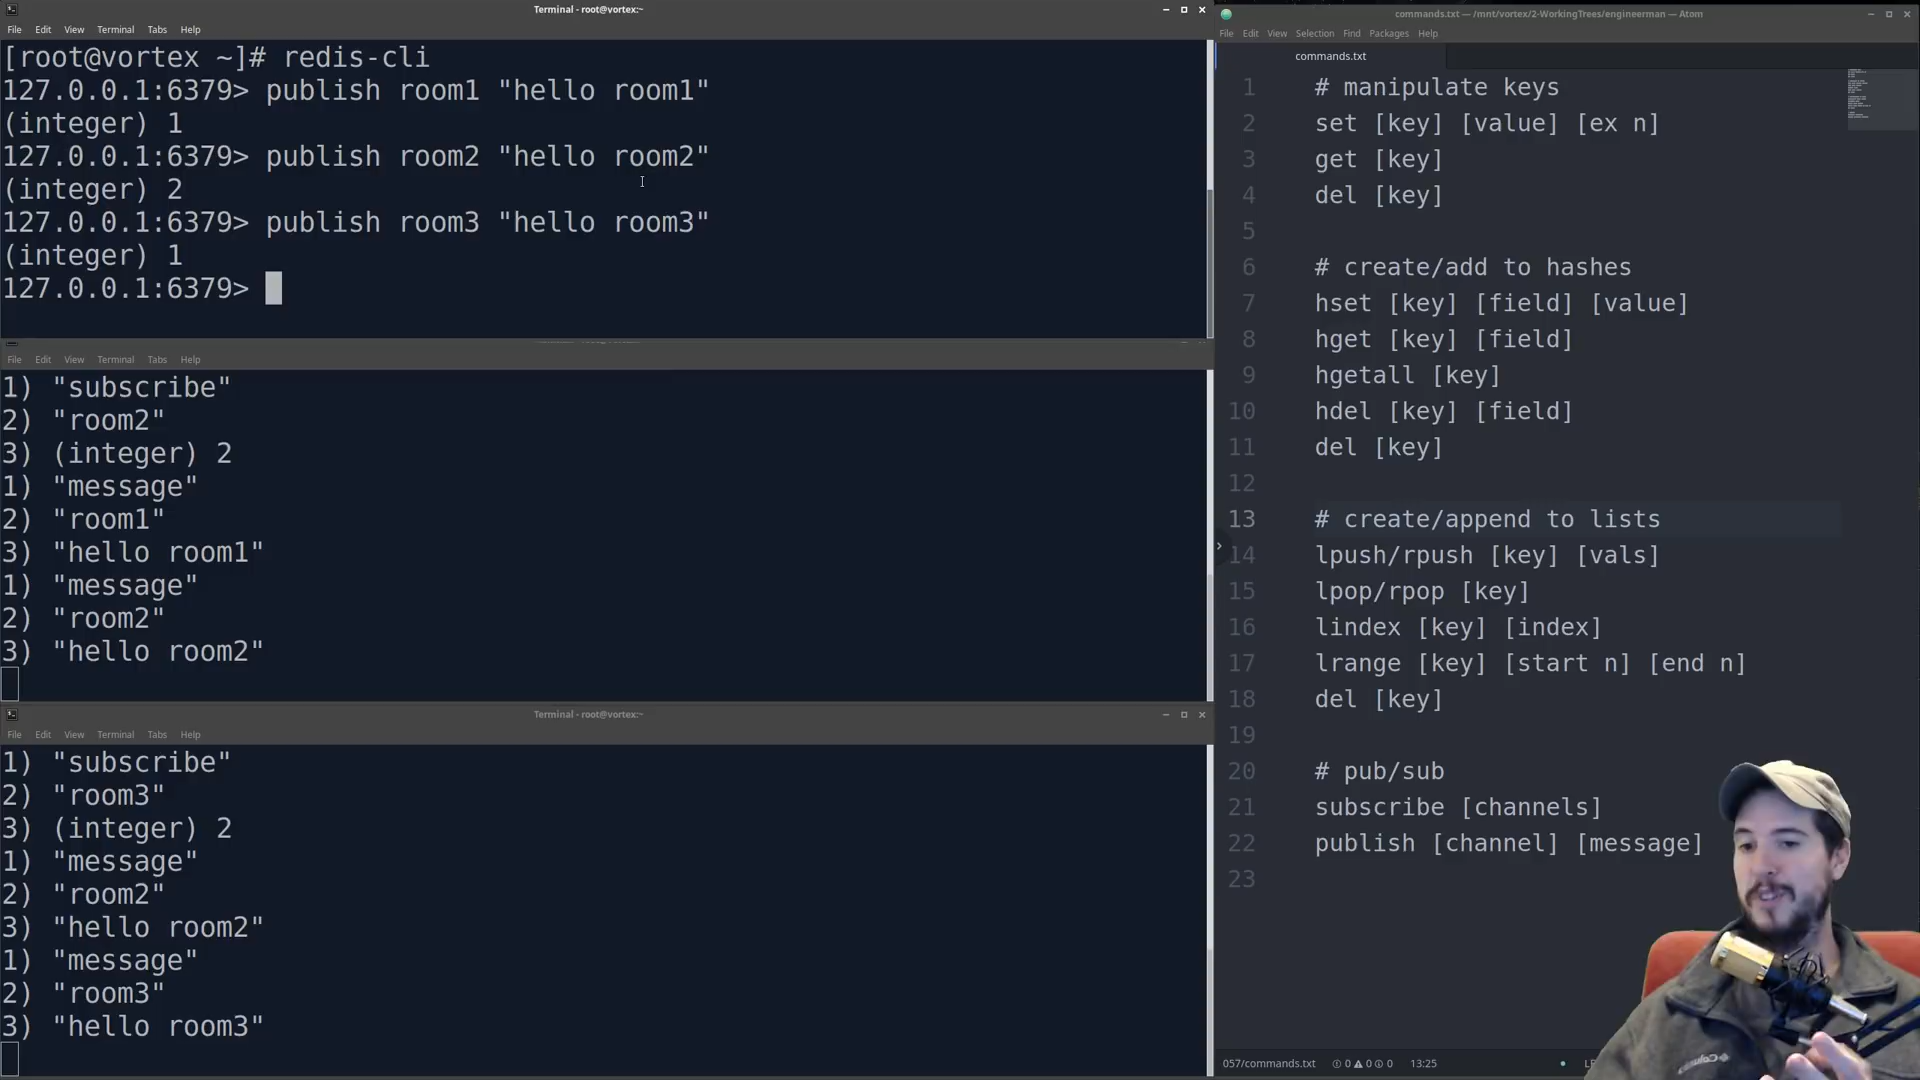 Terminal - root@vortex:~
File Edit View Terminal Tabs Help
[root@vortex ~]# redis-cli
127.0.0.1:6379> publish room1 "hello room1"
(integer) 1
127.0.0.1:6379> publish room2 "hello room2"
(integer) 2
127.0.0.1:6379> publish room3 "hello room3"
(integer) 1
127.0.0.1:6379>
File Edit View Terminal Tabs Help
1) "subscribe"
2) "room2"
3) (integer) 2
1) "message"
2) "room1"
3) "hello room1"
1) "message"
2) "room2"
3) "hello room2"
Terminal - root@vortex:~
File Edit View Terminal Tabs Help
1) "subscribe"
2) "room3"
3) (integer) 2
1) "message"
2) "room2"
3) "hello room2"
1) "message"
2) "room3"
3) "hello room3"
commands.txt — /mnt/vortex/2-WorkingTrees/engineerman — Atom
File Edit View Selection Find Packages Help
commands.txt
1 # manipulate keys
2 set [key] [value] [ex n]
3 get [key]
4 del [key]
5
6 # create/add to hashes
7 hset [key] [field] [value]
8 hget [key] [field]
9 hgetall [key]
10 hdel [key] [field]
11 del [key]
12
13 # create/append to lists
14 lpush/rpush [key] [vals]
15 lpop/rpop [key]
16 lindex [key] [index]
17 lrange [key] [start n] [end n]
18 del [key]
19
20 # pub/sub
21 subscribe [channels]
22 publish [channel] [message]
23
057/commands.txt 0 0 0 13:25
Columbia